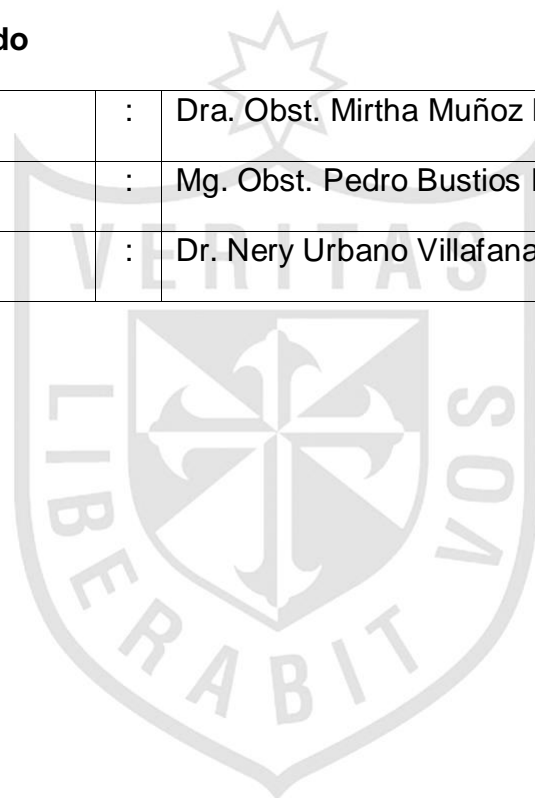 do
: Dra. Obst. Mirtha Muñoz
: Mg. Obst. Pedro Bustios
: Dr. Nery Urbano Villafana
VERITAS
LIBERABIT VOS